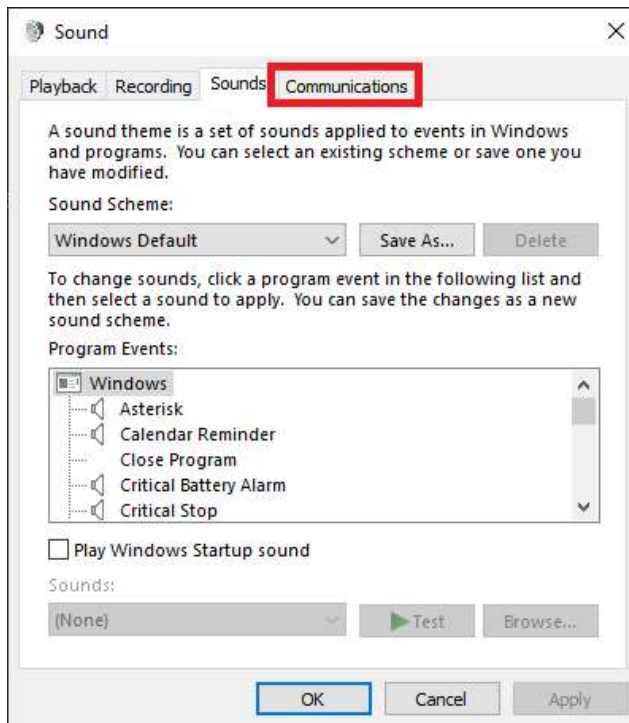 Sound
Playback Recording Sounds Communications
A sound theme is a set of sounds applied to events in Windows
and programs. You can select an existing scheme or save one you
have modified.
Sound Scheme:
Windows Default Save As... Delete
To change sounds, click a program event in the following list and
then select a sound to apply. You can save the changes as a new
sound scheme.
Program Events:
Windows
Asterisk
Calendar Reminder
Close Program
Critical Battery Alarm
Critical Stop
Play Windows Startup sound
Sounds:
(None) Test Browse...
OK Cancel Apply